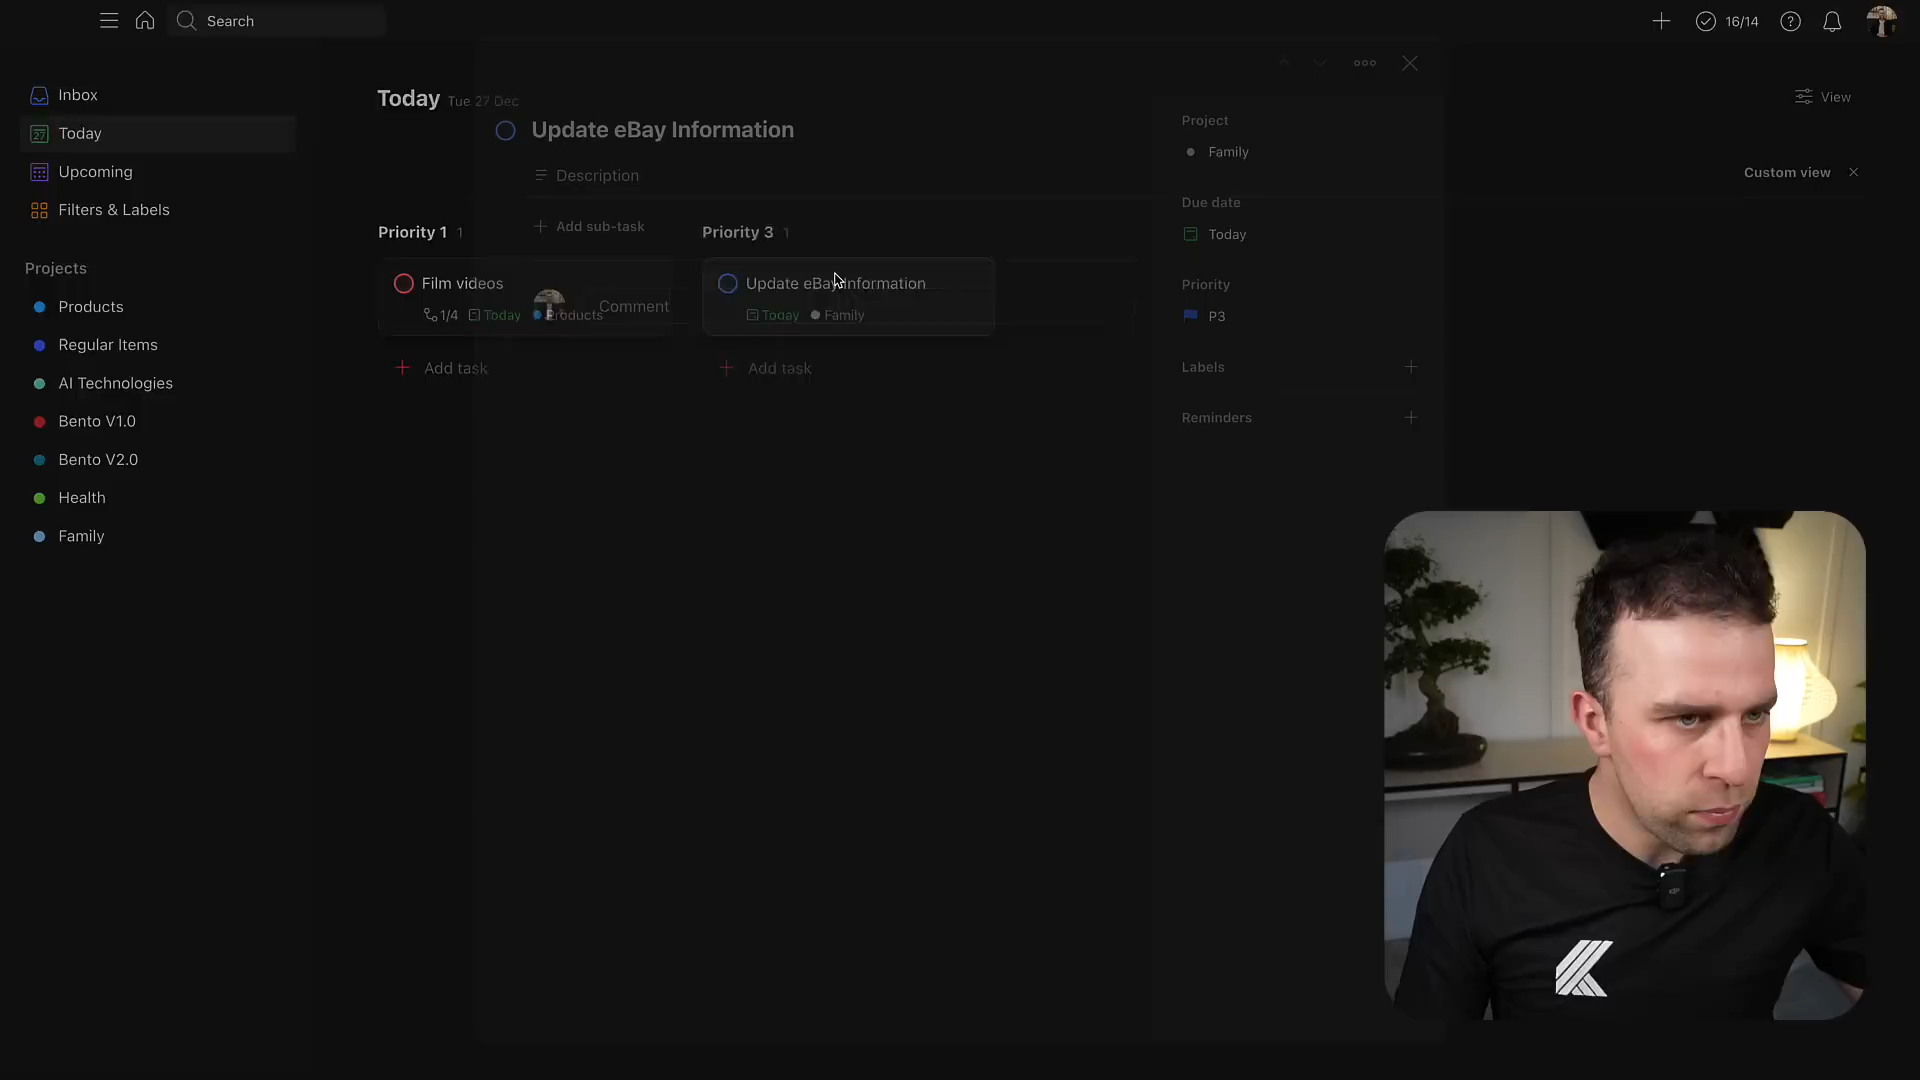 Search
16/14
Inbox
27
Today
Upcoming
Filters & Labels
Projects
Products
Regular Items
AI Technologies
Bento V1.0
Bento V2.0
Health
Family
Today Tue 27 Dec
View
Custom view
Priority 1 1
Film videos
1/4 Today Products
Add task
Priority 3 1
Update eBay Information
Today Family
Add task
Update eBay Information
Description
Add sub-task
Comment
Project
Family
Due date
Today
Priority
P3
Labels
Reminders